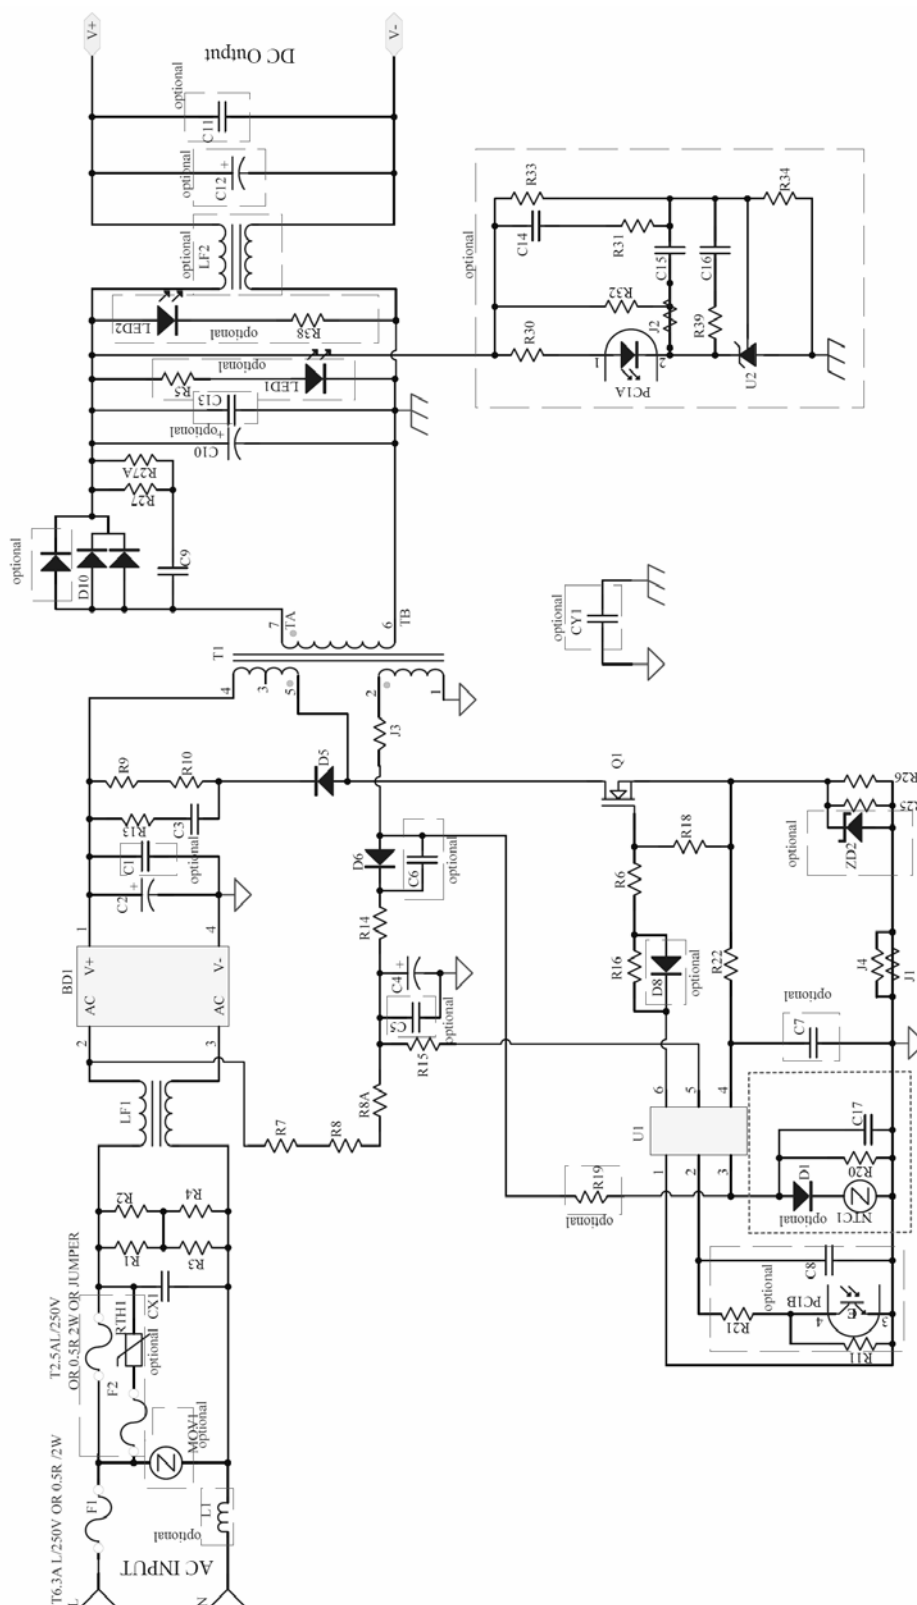 V+
V-
DC Output
optional
C11
optional
C12
+
optional
LF2
LED2
optional
R38
optional
R5
LED1
C13
optional
+
C10
R27A
R27
optional
D10
C9
7
TA
6
TB
T1
4
3
5
2
1
J3
optional
R33
C14
R31
R34
R32
C15
C16
R30
J2
R39
1
2
PC1A
U2
optional
CY1
R9
R10
R13
C3
D5
C1
optional
C2
+
D6
C6
optional
R14
C4
+
C5
optional
R15
R8A
R7
R8
1
4
V+
V-
BD1
AC
AC
2
3
LF1
R2
R4
R1
R3
T2.5AL/250V
OR 0.5R 2W OR JUMPER
RTH1
optional
CX1
F2
MOV1
optional
T6.3A L/250V OR 0.5R /2W
F1
L1
optional
AC INPUT
L
N
Q1
R18
R6
R16
D8
optional
R22
R26
R25
ZD2
optional
J4
J1
optional
C7
6
5
4
U1
1
2
3
R19
optional
C17
R20
D1
optional
NTC1
C8
optional
PC1B
R21
4
E
3
R11